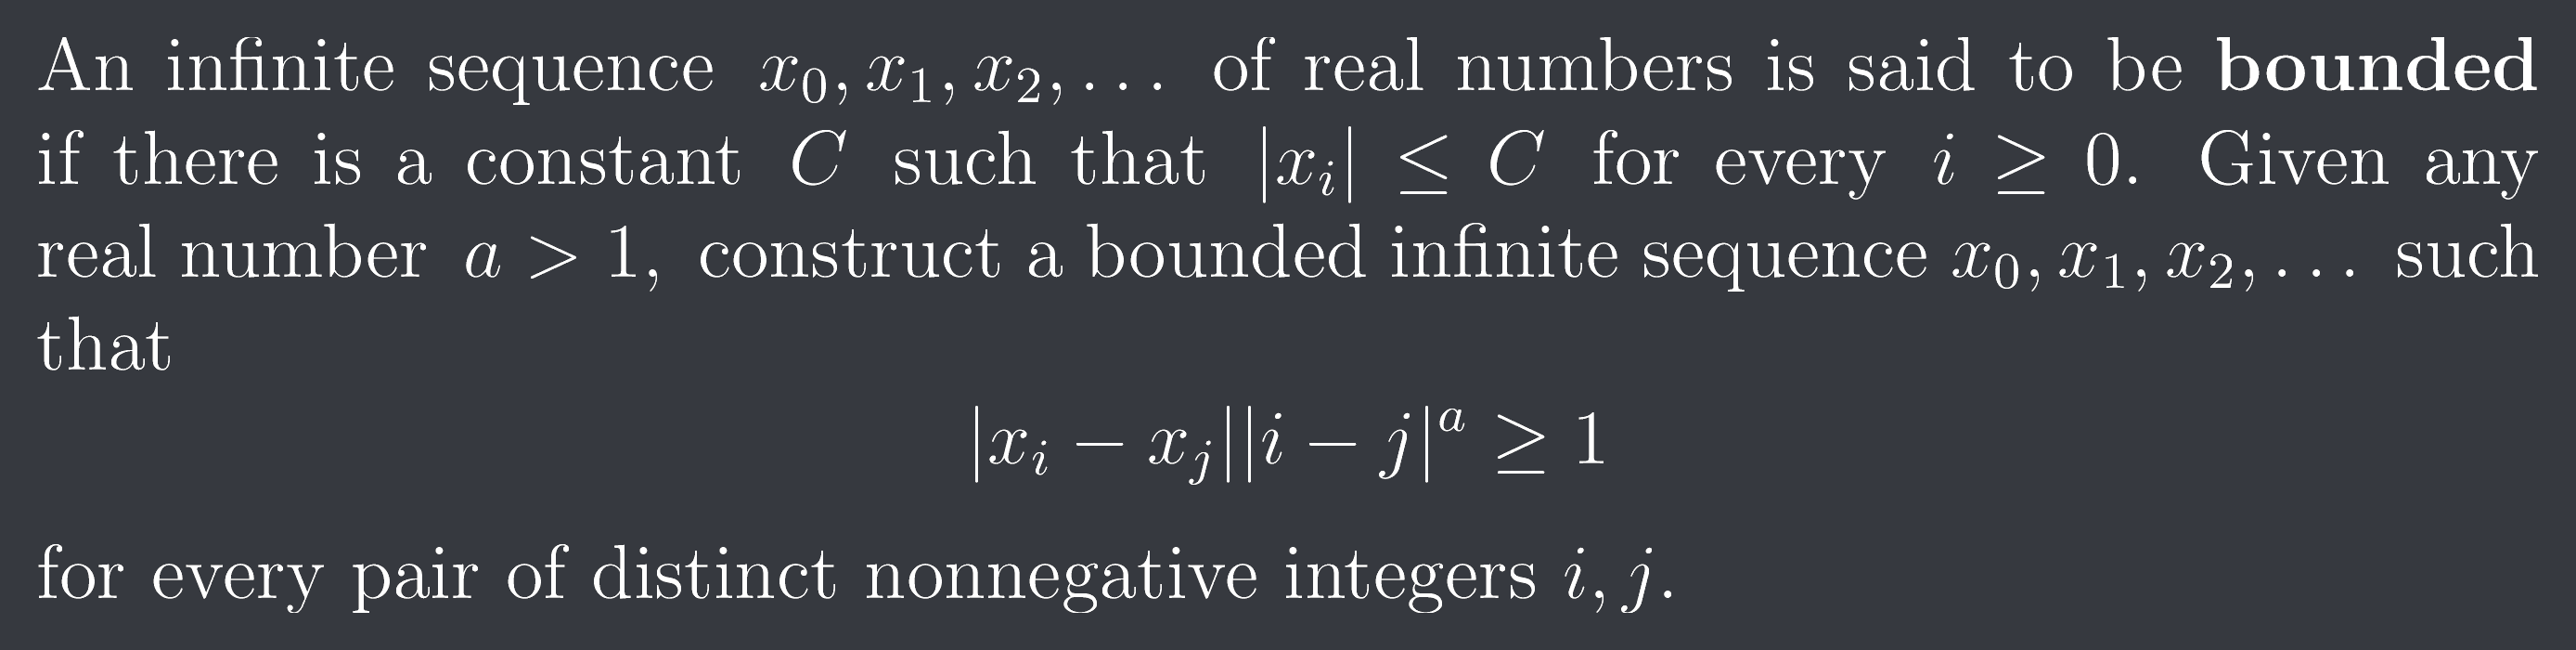 An infinite sequence $x_0, x_1, x_2, \ldots$ of real numbers is said to be **bounded**
if there is a constant $C$ such that $|x_i| \leq C$ for every $i \geq 0$. Given any
real number $a > 1$, construct a bounded infinite sequence $x_0, x_1, x_2, \ldots$ such
that
$$|x_i - x_j||i - j|^a \geq 1$$
for every pair of distinct nonnegative integers $i, j$.